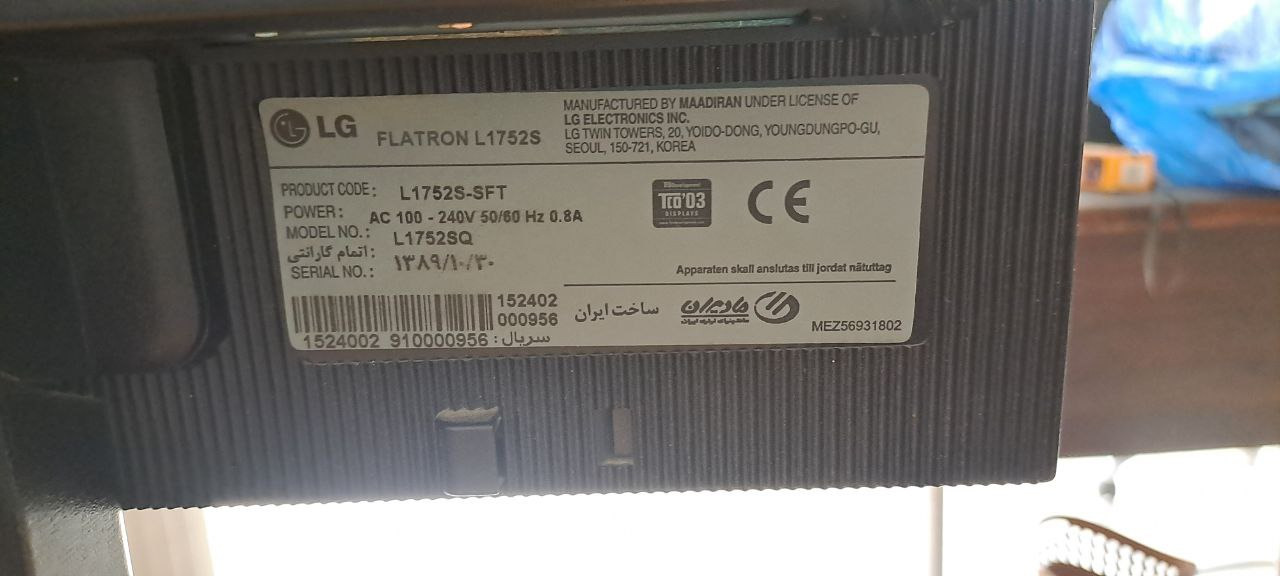 LG FLATRON L1752S
MANUFACTURED BY MAADIRAN UNDER LICENSE OF
LG ELECTRONICS INC.
LG TWIN TOWERS, 20, YOIDO-DONG, YOUNGDUNGPO-GU,
SEOUL, 150-721, KOREA
PRODUCT CODE: L1752S-SFT
POWER: AC 100 - 240V 50/60 Hz 0.8A
MODEL NO.: L1752SQ
اتمام گارانتی: ۱۳۸۹/۱۰/۳۰
SERIAL NO.:
TCO'03
DISPLAYS
CE
Apparaten skall anslutas till jordat nätuttag
152402
000956
1524002 910000956 : سریال
ساخت ایران
مادیران
MEZ56931802